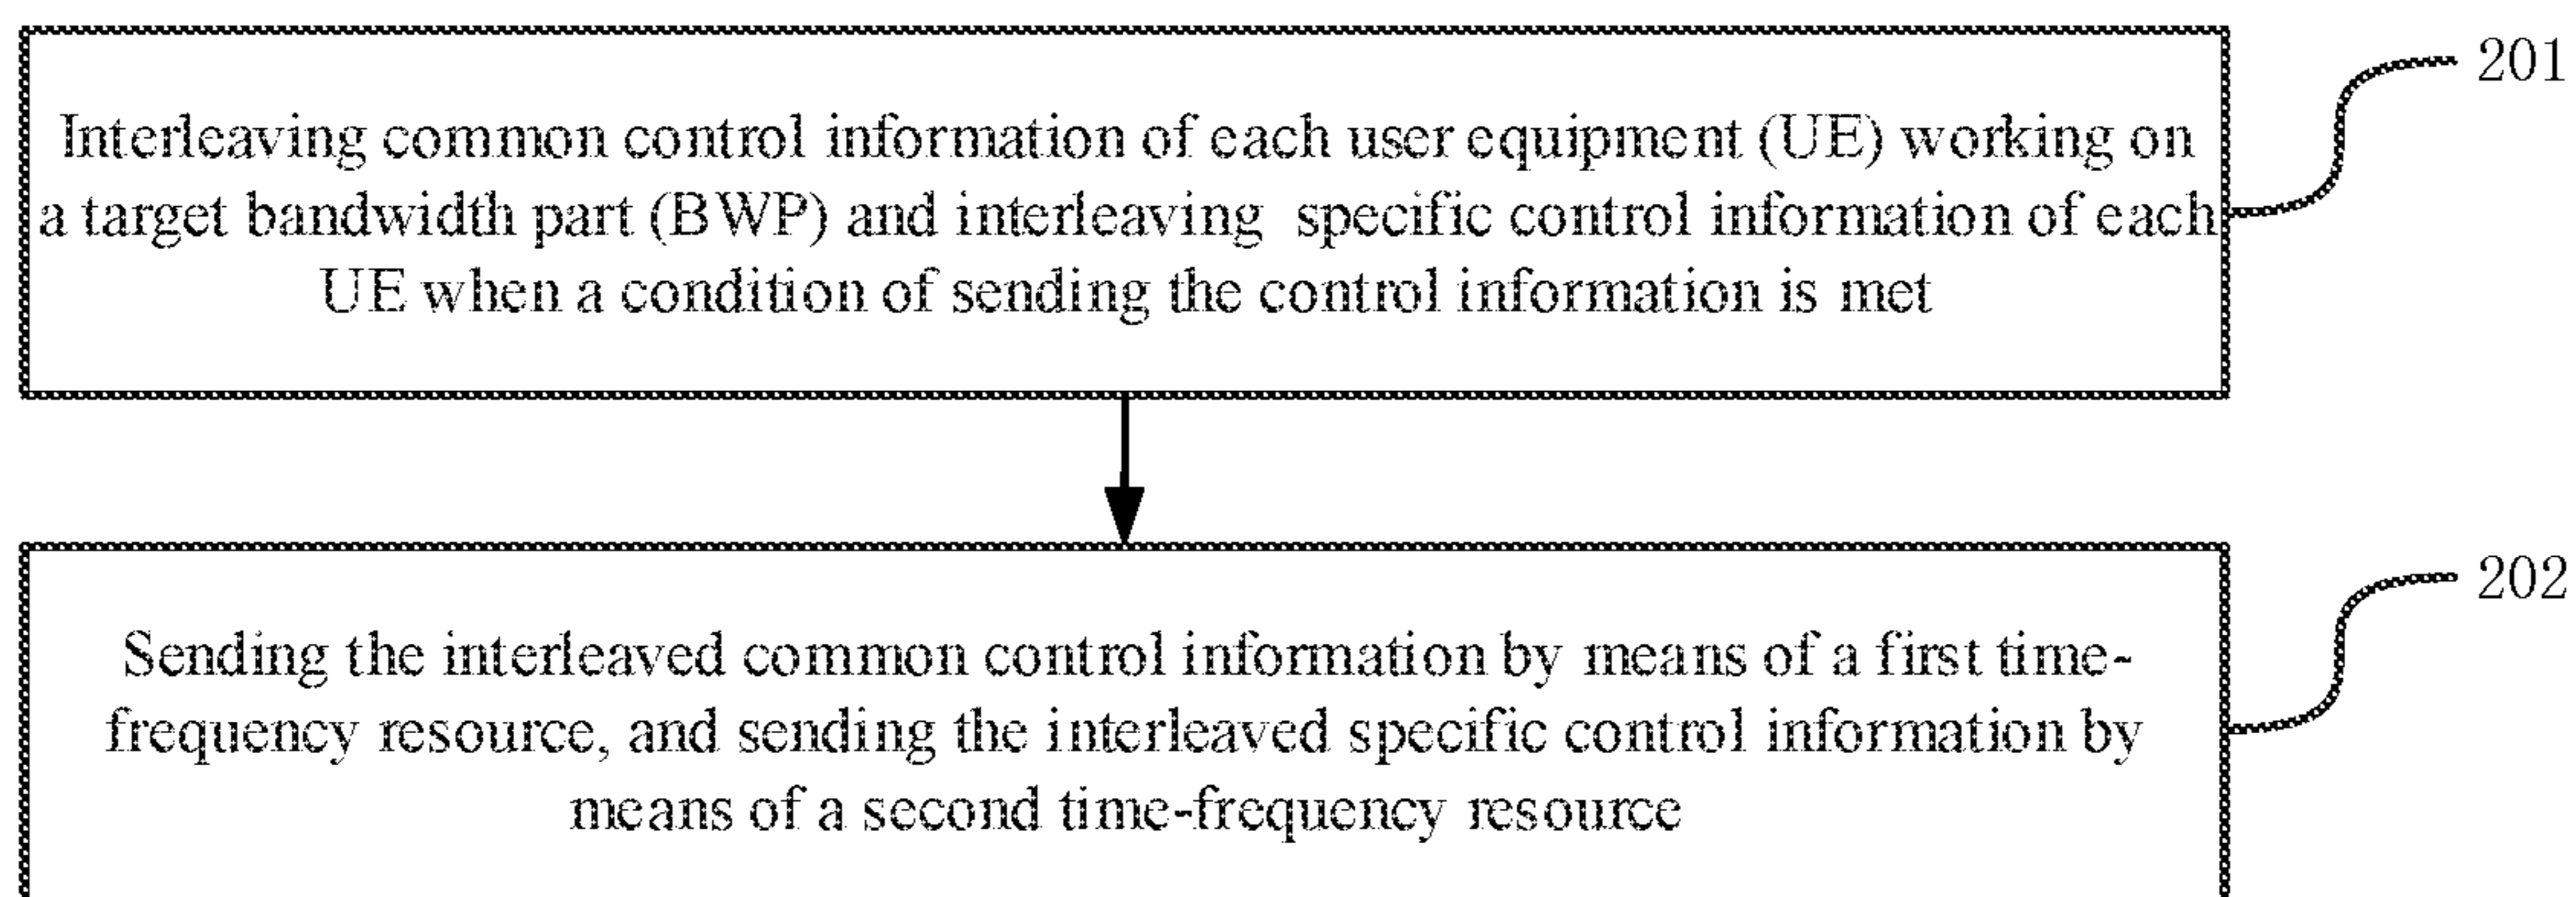 Interleaving common control information of each user equipment (UE) working on
a target bandwidth part (BWP) and interleaving specific control information of each
UE when a condition of sending the control information is met
201
Sending the interleaved common control information by means of a first time-
frequency resource, and sending the interleaved specific control information by
means of a second time-frequency resource
202